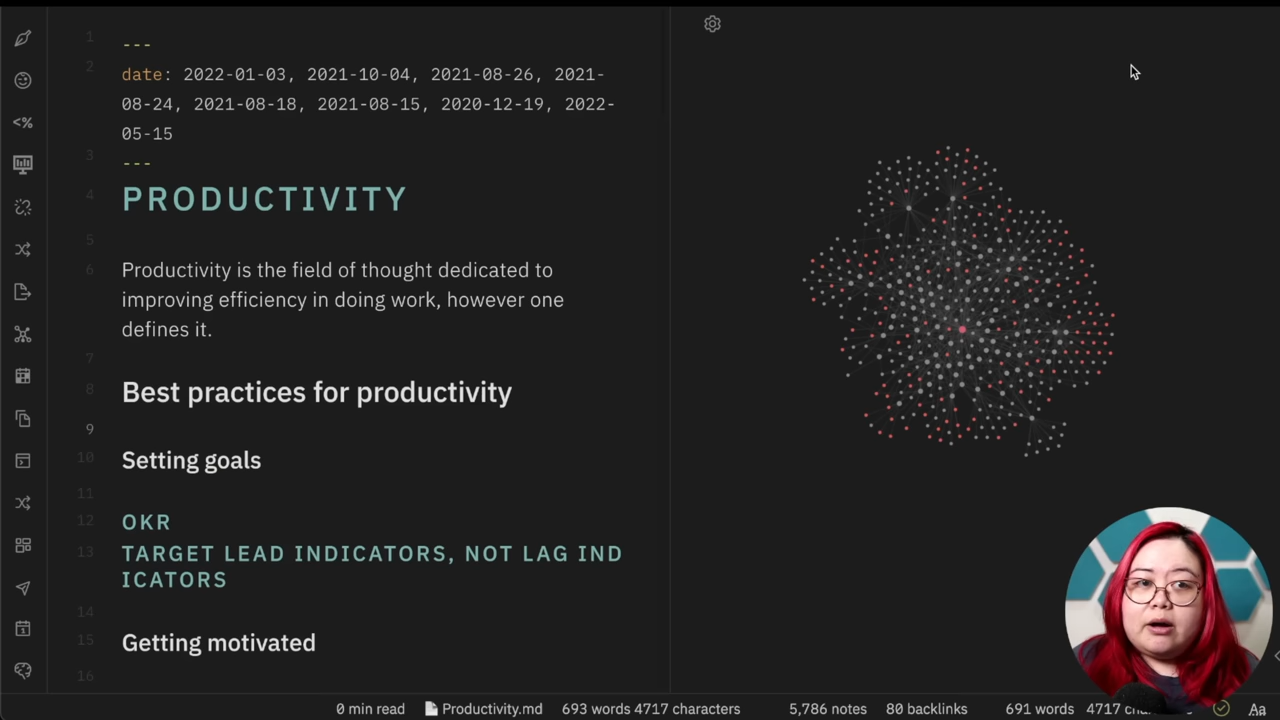 1
---
2
date: 2022-01-03, 2021-10-04, 2021-08-26, 2021-
08-24, 2021-08-18, 2021-08-15, 2020-12-19, 2022-
05-15
3
---
4
PRODUCTIVITY
5
6
Productivity is the field of thought dedicated to
improving efficiency in doing work, however one
defines it.
7
8
Best practices for productivity
9
10
Setting goals
11
12
OKR
13
TARGET LEAD INDICATORS, NOT LAG IND
ICATORS
14
15
Getting motivated
16
<%
0 min read Productivity.md 693 words 4717 characters 5,786 notes 80 backlinks 691 words 4717 Aa